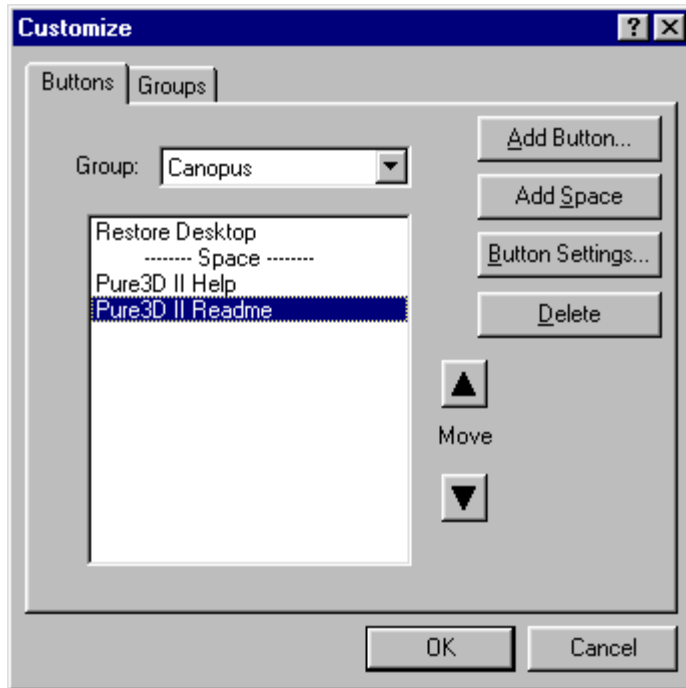 Customize
Buttons
Groups
Group:
Canopus
Add Button...
Add Space
Button Settings...
Delete
Restore Desktop
-------- Space --------
Pure3D II Help
Pure3D II Readme
Move
OK
Cancel